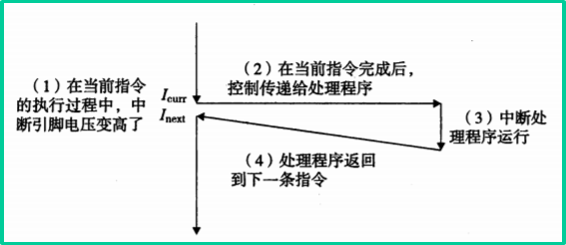 (1)在当前指令
的执行过程中,中
断引脚电压变高了
Icurr
Inext
(2)在当前指令完成后,
控制传递给处理程序
(3)中断处
理程序运行
(4)处理程序返回
到下一条指令